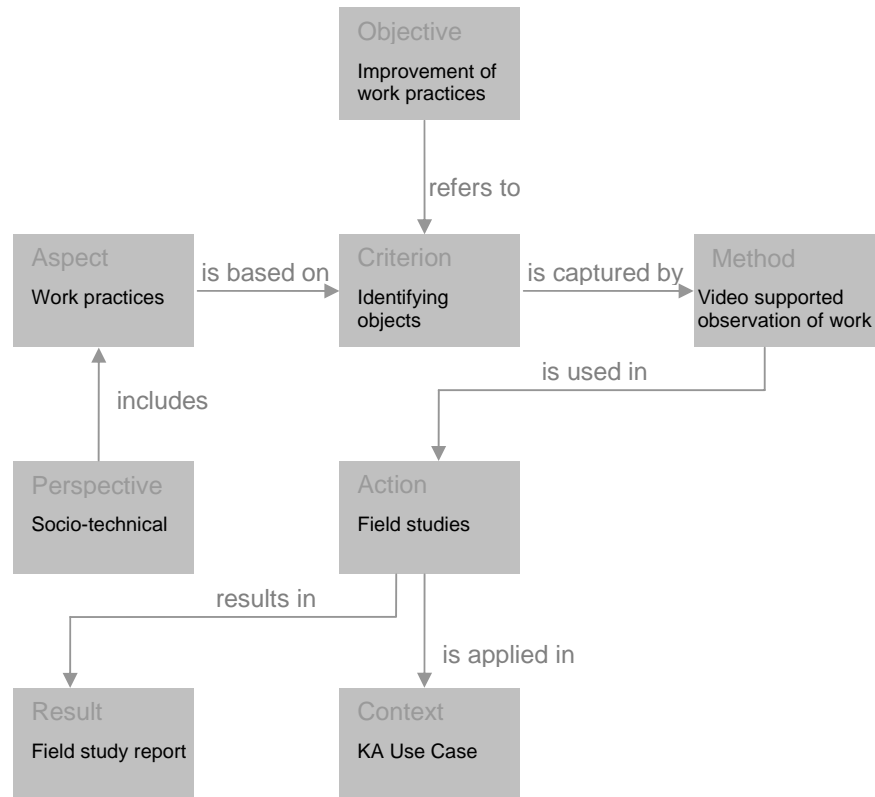 Objective
Improvement of
work practices
refers to
Aspect
Work practices
is based on
Criterion
Identifying
objects
is captured by
Method
Video supported
observation of work
is used in
includes
Perspective
Socio-technical
Action
Field studies
results in
is applied in
Result
Field study report
Context
KA Use Case